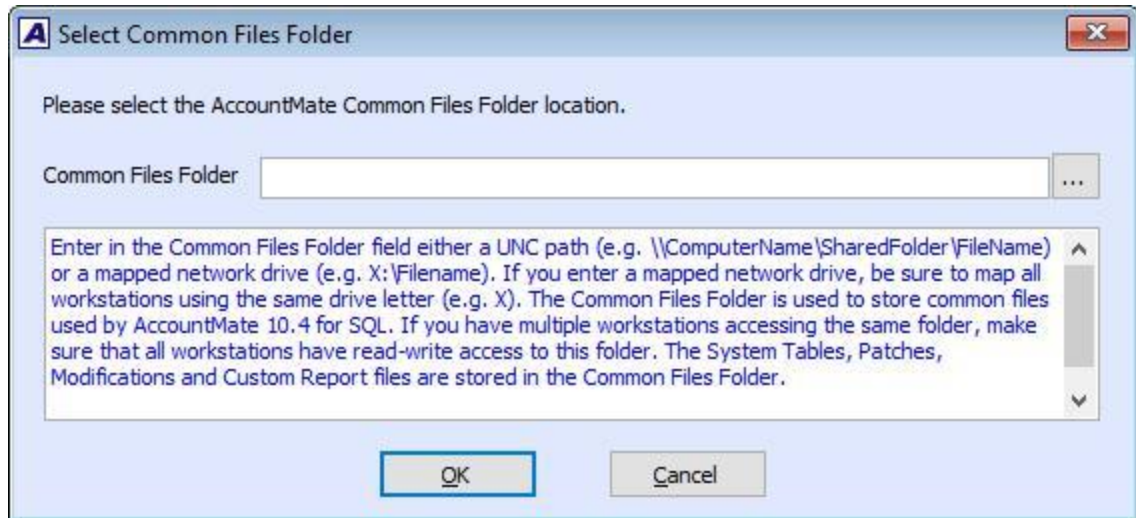 A Select Common Files Folder
Please select the AccountMate Common Files Folder location.
Common Files Folder ...
Enter in the Common Files Folder field either a UNC path (e.g. \\ComputerName\SharedFolder\FileName)
or a mapped network drive (e.g. X:\Filename). If you enter a mapped network drive, be sure to map all
workstations using the same drive letter (e.g. X). The Common Files Folder is used to store common files
used by AccountMate 10.4 for SQL. If you have multiple workstations accessing the same folder, make
sure that all workstations have read-write access to this folder. The System Tables, Patches,
Modifications and Custom Report files are stored in the Common Files Folder.
OK Cancel